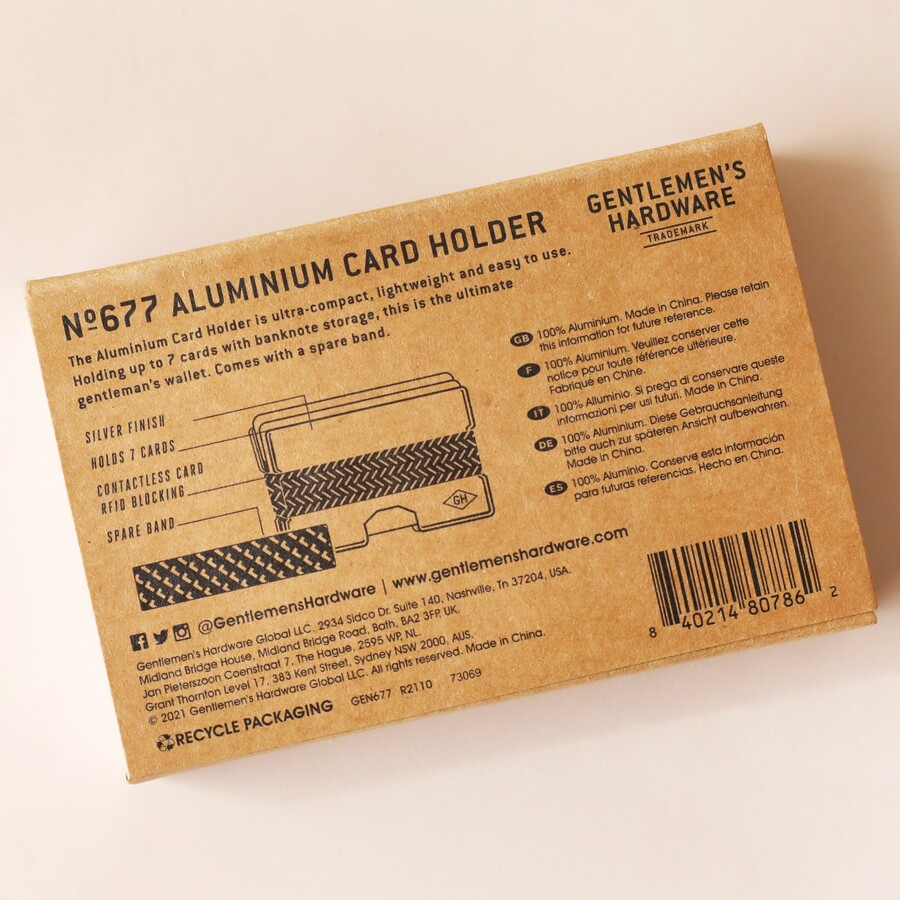 GENTLEMEN'S
HARDWARE
TRADEMARK
Nº677 ALUMINIUM CARD HOLDER
The Aluminium Card Holder is ultra-compact, lightweight and easy to use.
Holding up to 7 cards with banknote storage, this is the ultimate
gentleman's wallet. Comes with a spare band.
SILVER FINISH
HOLDS 7 CARDS
CONTACTLESS CARD
RFID BLOCKING
SPARE BAND
GH
GB 100% Aluminium. Made in China. Please retain
this information for future reference.
F 100% Aluminium. Veuillez conserver cette
notice pour toute référence ultérieure.
Fabriqué en Chine.
IT 100% Alluminio. Si prega di conservare queste
informazioni per usi futuri. Made in China.
DE 100% Aluminium. Diese Gebrauchsanleitung
bitte auch zur späteren Ansicht aufbewahren.
Made in China.
ES 100% Aluminio. Conserve esta información
para futuras referencias. Hecho en China.
@GentlemensHardware | www.gentlemenshardware.com
Gentlemen's Hardware Global LLC. 2934 Sidco Dr. Suite 140, Nashville, Tn 37204, USA.
Midland Bridge House, Midland Bridge Road, Bath, BA2 3FP, UK.
Jan Pieterszoon Coenstraat 7, The Hague, 2595 WP, NL.
Grant Thornton Level 17, 383 Kent Street, Sydney NSW 2000, AUS.
© 2021 Gentlemen's Hardware Global LLC. All rights reserved. Made in China.
RECYCLE PACKAGING GEN677 R2110 73069
8 40214 80786 2